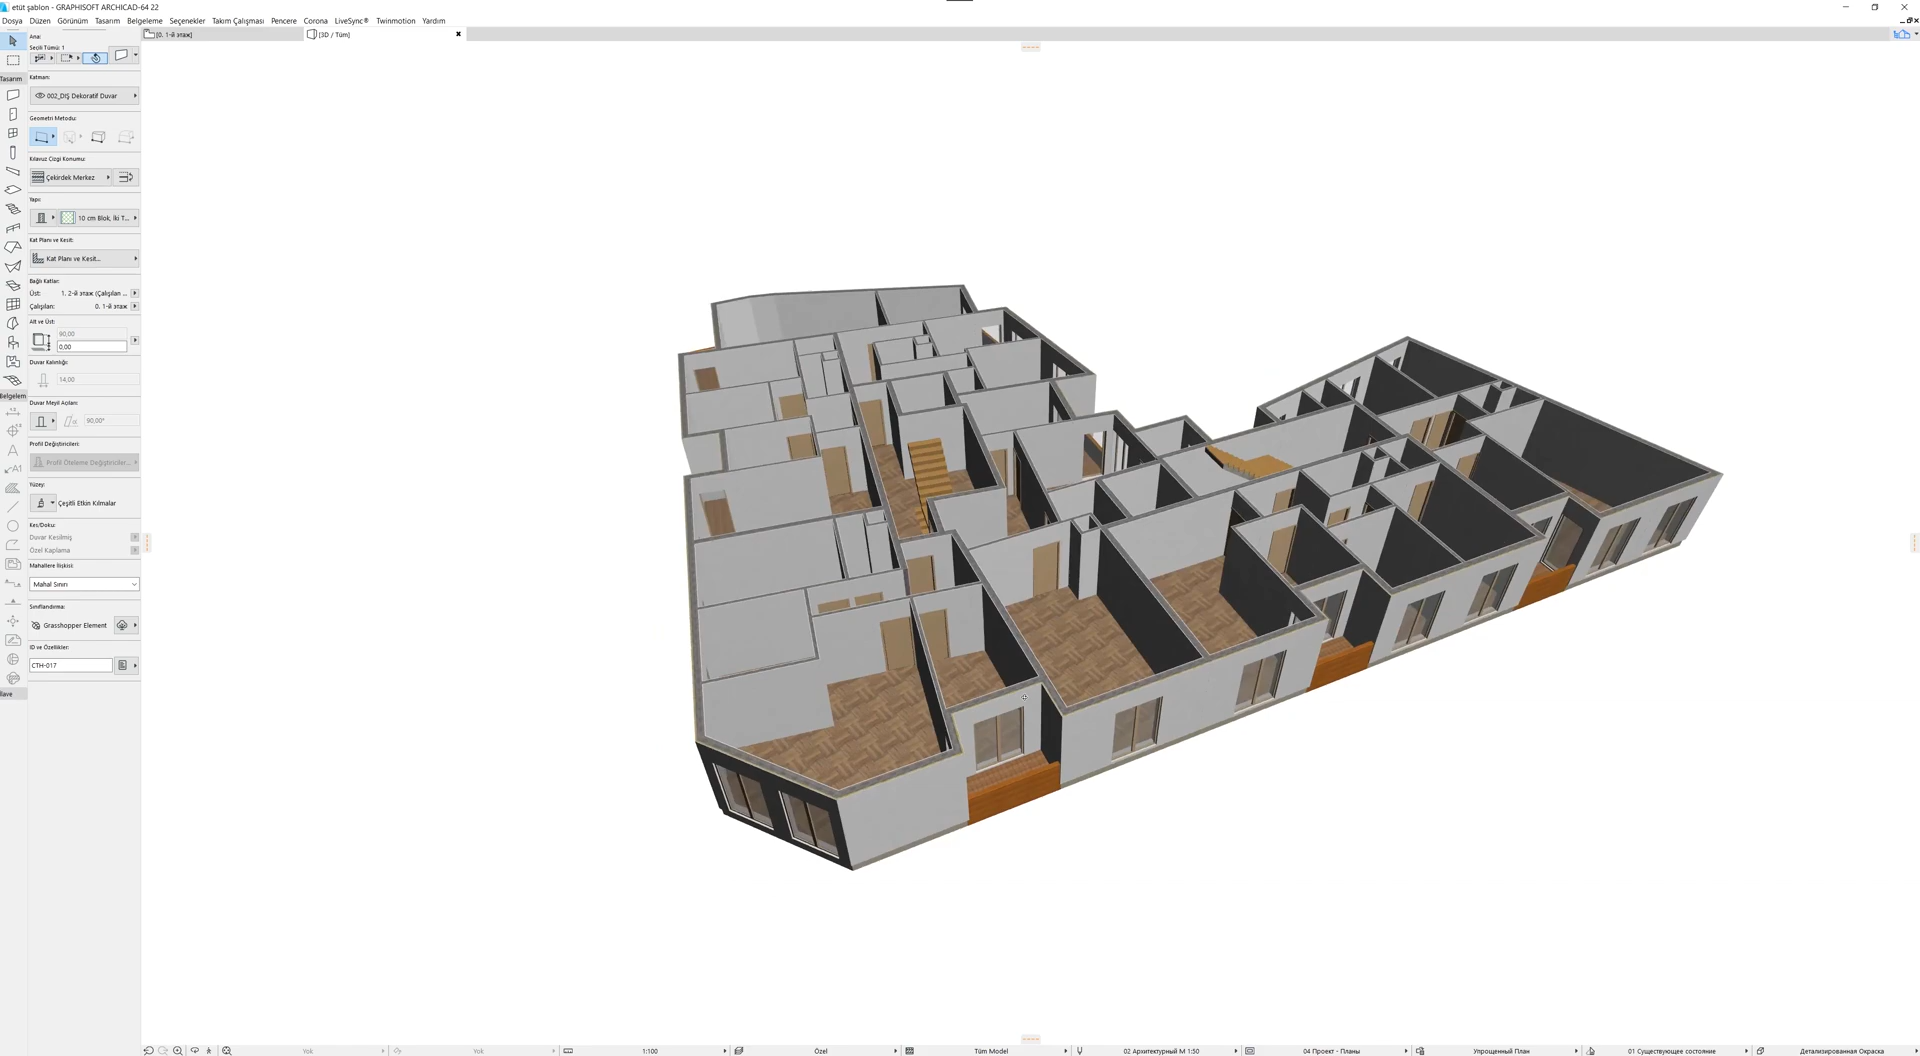 etüt şablon - GRAPHISOFT ARCHICAD-64 22
Dosya Düzen Görünüm Tasarım Belgeleme Seçenekler Takım Çalışması Pencere Corona LiveSync® Twinmotion Yardım
[0. 1-й этаж]
[3D / Tüm]
Ana:
Seçili Tümü: 1
Tasarım
Katman:
002_DIŞ Dekoratif Duvar
Geometri Metodu:
Kılavuz Çizgi Konumu:
Çekirdek Merkez
Yapı:
10 cm Blok, İki T...
Kat Planı ve Kesit:
Kat Planı ve Kesit...
Bağlı Katlar:
Üst: 1. 2-й этаж (Çalışılan ...
Çalışılan: 0. 1-й этаж
Alt ve Üst:
90,00
0,00
Duvar Kalınlığı:
14,00
Belgelem
Duvar Meyil Açıları:
90,00°
Profil Değiştiricileri:
Profil Öteleme Değiştiriciler...
Yüzey:
Çeşitli Etkin Kılmalar
Kes/Doku:
Duvar Kesilmiş
Özel Kaplama
Mahallere İlişkisi:
Mahal Sınırı
Sınıflandırma:
Grasshopper Element
ID ve Özellikler:
СТН-017
İlave
Yok
Yok
1:100
Özel
Tüm Model
02 Архитектурный М 1:50
04 Проект - Планы
Упрощенный План
01 Существующее состояние
Детализированная Окраска